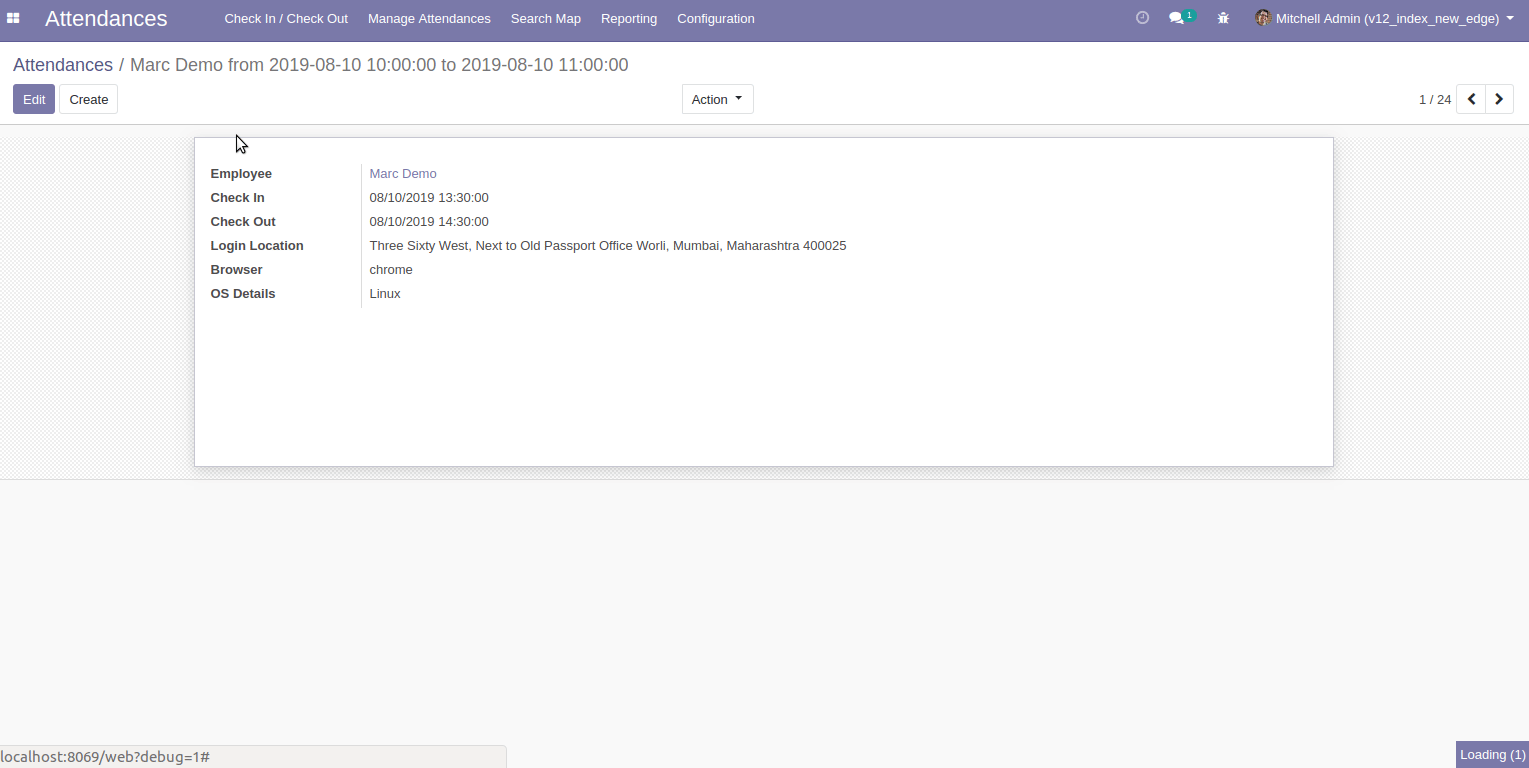 Attendances Check In / Check Out Manage Attendances Search Map Reporting Configuration 1 Mitchell Admin (v12_index_new_edge)
Attendances / Marc Demo from 2019-08-10 10:00:00 to 2019-08-10 11:00:00
Edit Create Action 1 / 24
Employee Marc Demo
Check In 08/10/2019 13:30:00
Check Out 08/10/2019 14:30:00
Login Location Three Sixty West, Next to Old Passport Office Worli, Mumbai, Maharashtra 400025
Browser chrome
OS Details Linux
localhost:8069/web?debug=1# Loading (1)